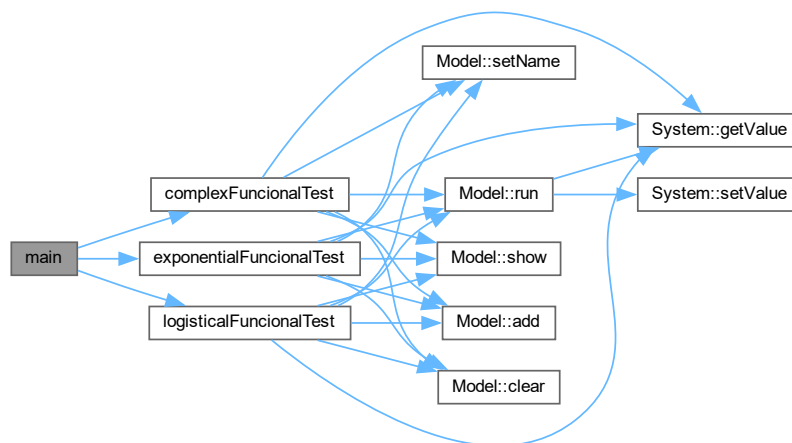 main
complexFuncionalTest
exponentialFuncionalTest
logisticalFuncionalTest
Model::setName
Model::run
Model::show
Model::add
Model::clear
System::getValue
System::setValue